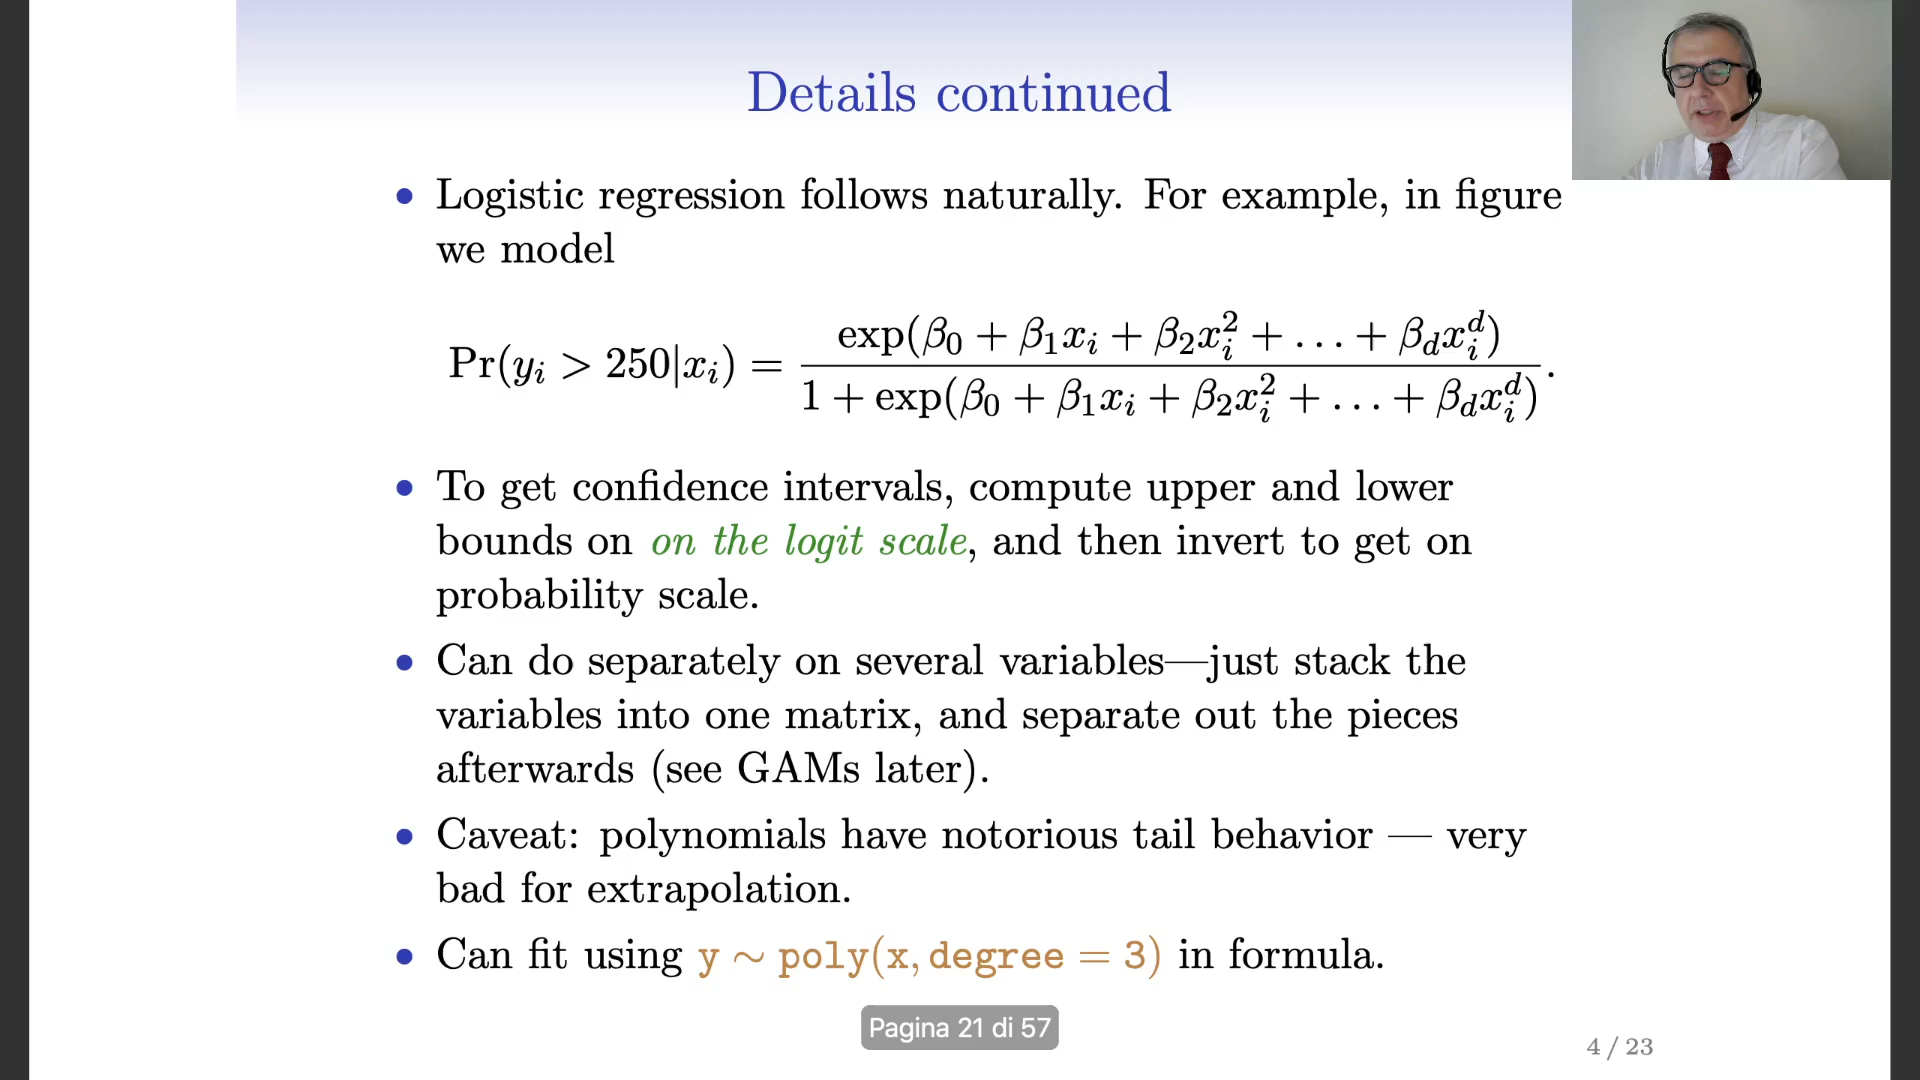 Details continued
• Logistic regression follows naturally. For example, in figure
we model
Pr(y_i > 250|x_i) = exp(β_0 + β_1x_i + β_2x_i^2 + . . . + β_dx_i^d) / 1 + exp(β_0 + β_1x_i + β_2x_i^2 + . . . + β_dx_i^d).
• To get confidence intervals, compute upper and lower
bounds on on the logit scale, and then invert to get on
probability scale.
• Can do separately on several variables—just stack the
variables into one matrix, and separate out the pieces
afterwards (see GAMs later).
• Caveat: polynomials have notorious tail behavior — very
bad for extrapolation.
• Can fit using y ∼ poly(x, degree = 3) in formula.
Pagina 21 di 57
4 / 23